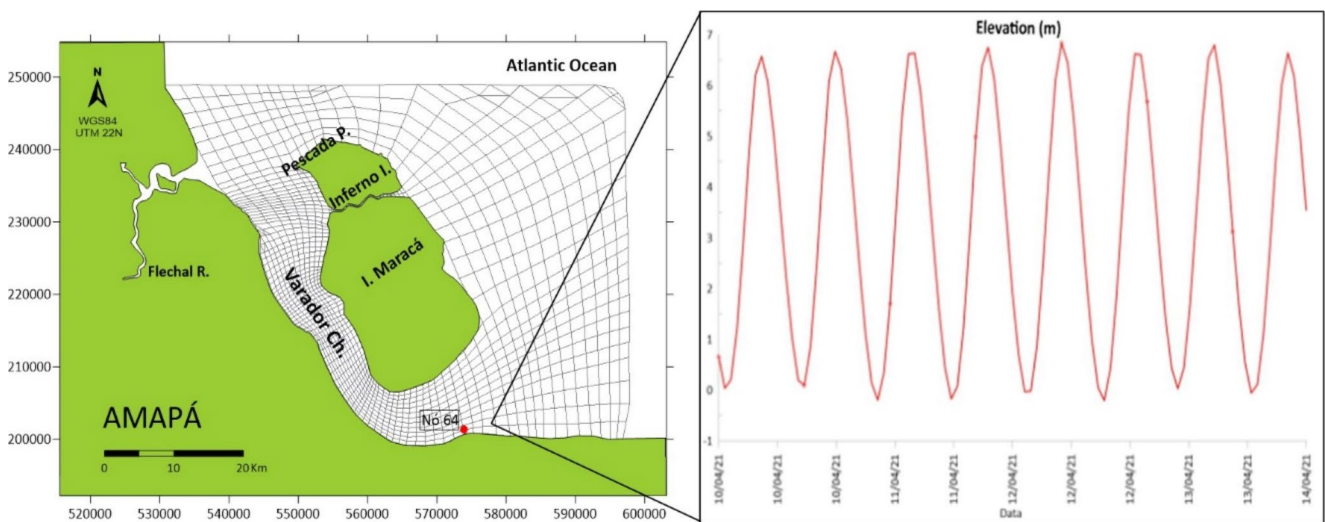 Atlantic Ocean
250000
240000
230000
220000
210000
200000
N
WGS84
UTM 22N
Pescada P.
Inferno I.
I. Maracá
Varador Ch.
Flechal R.
AMAPÁ
0 10 20 Km
Nó 64
520000 530000 540000 550000 560000 570000 580000 590000 600000
Elevation (m)
7
6
5
4
3
2
1
0
-1
10/04/21 10/04/21 10/04/21 11/04/21 11/04/21 12/04/21 12/04/21 13/04/21 13/04/21 14/04/21
Data